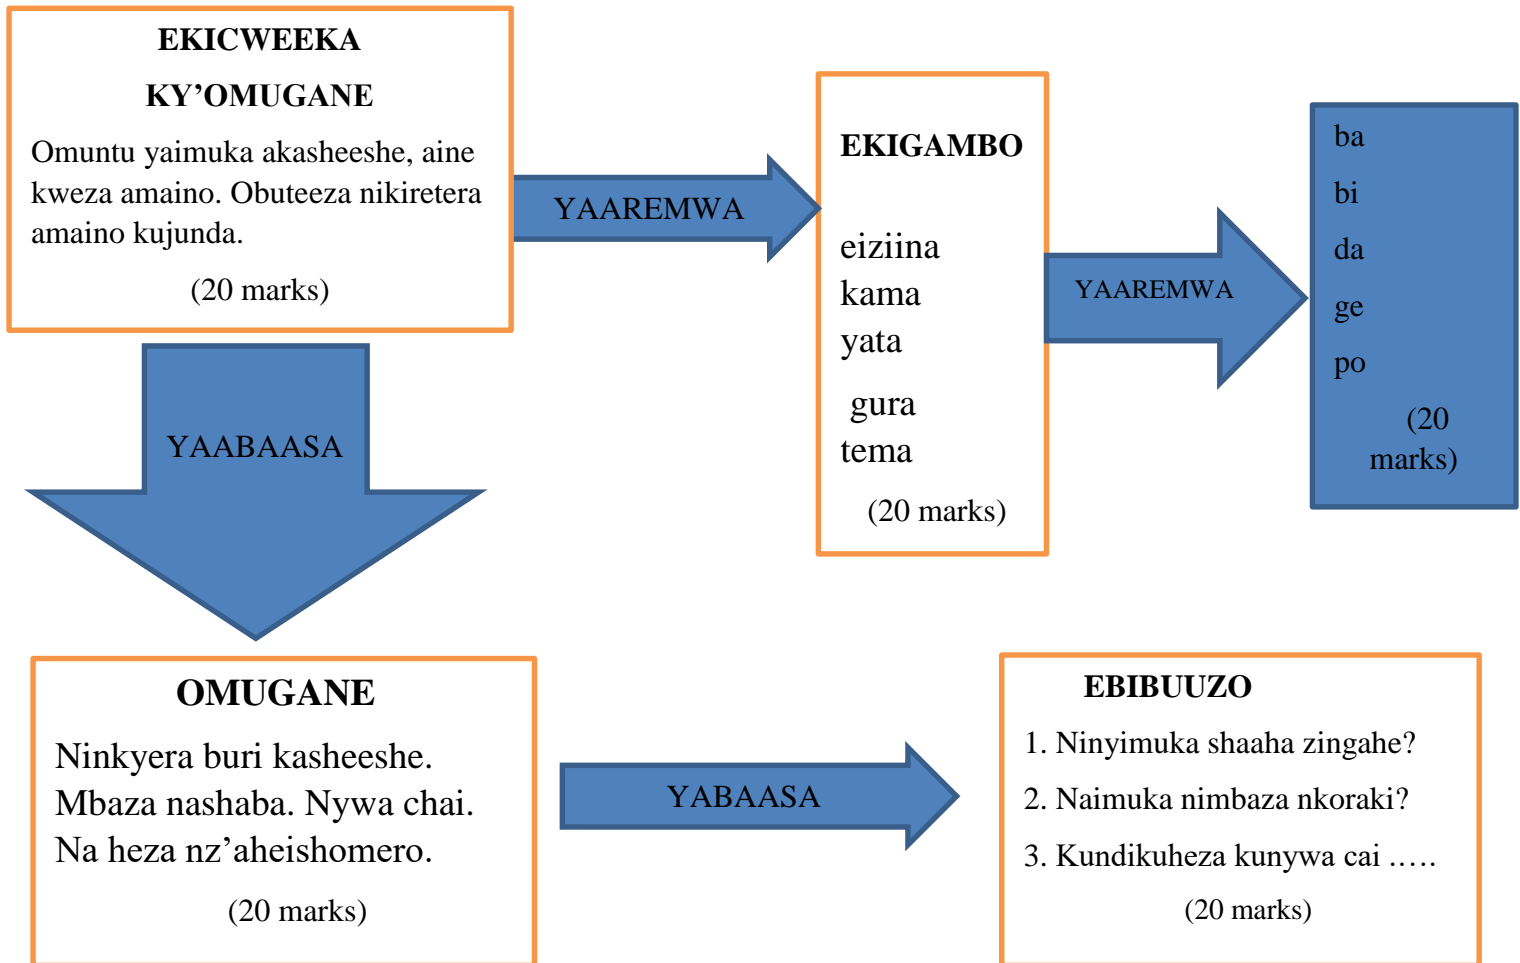 EKICWEEKA
KY’OMUGANE
Omuntu yaimuka akasheeshe, aine
kweza amaino. Obuteeza nikiretera
amaino kujunda.
(20 marks)
YAAREMWA
EKIGAMBO
eiziina
kama
yata
gura
tema
(20 marks)
YAAREMWA
ba
bi
da
ge
po
(20
marks)
YAABAASA
OMUGANE
Ninkyera buri kasheeshe.
Mbaza nashaba. Nywa chai.
Na heza nz’aheishomero.
(20 marks)
YABAASA
EBIBUUZO
1. Ninyimuka shaaha zingahe?
2. Naimuka nimbaza nkoraki?
3. Kundikuheza kunywa cai .….
(20 marks)